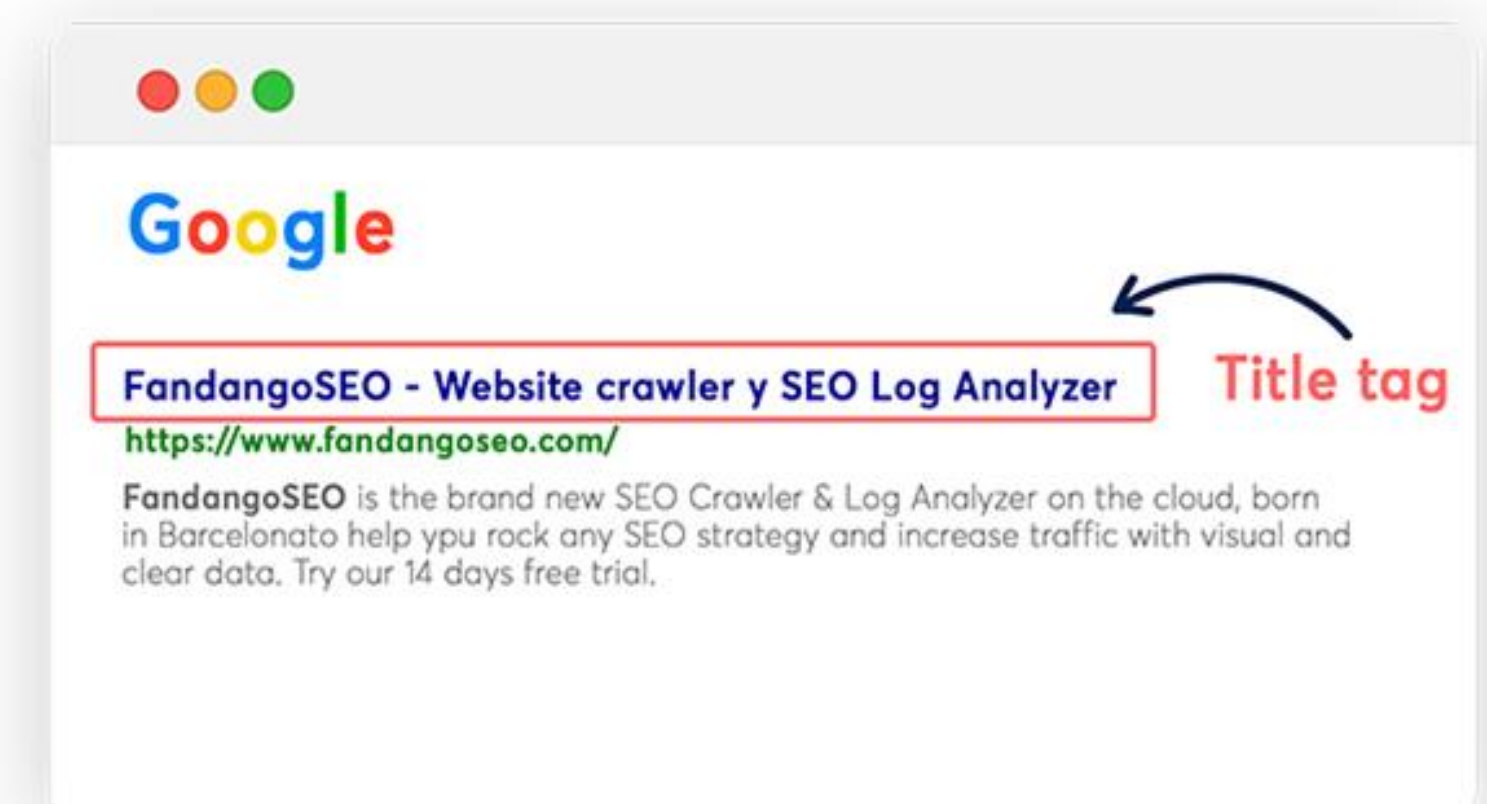 Google
FandangoSEO - Website crawler y SEO Log Analyzer
Title tag
https://www.fandangoseo.com/
FandangoSEO is the brand new SEO Crawler & Log Analyzer on the cloud, born
in Barcelonato help ypu rock any SEO strategy and increase traffic with visual and
clear data. Try our 14 days free trial.